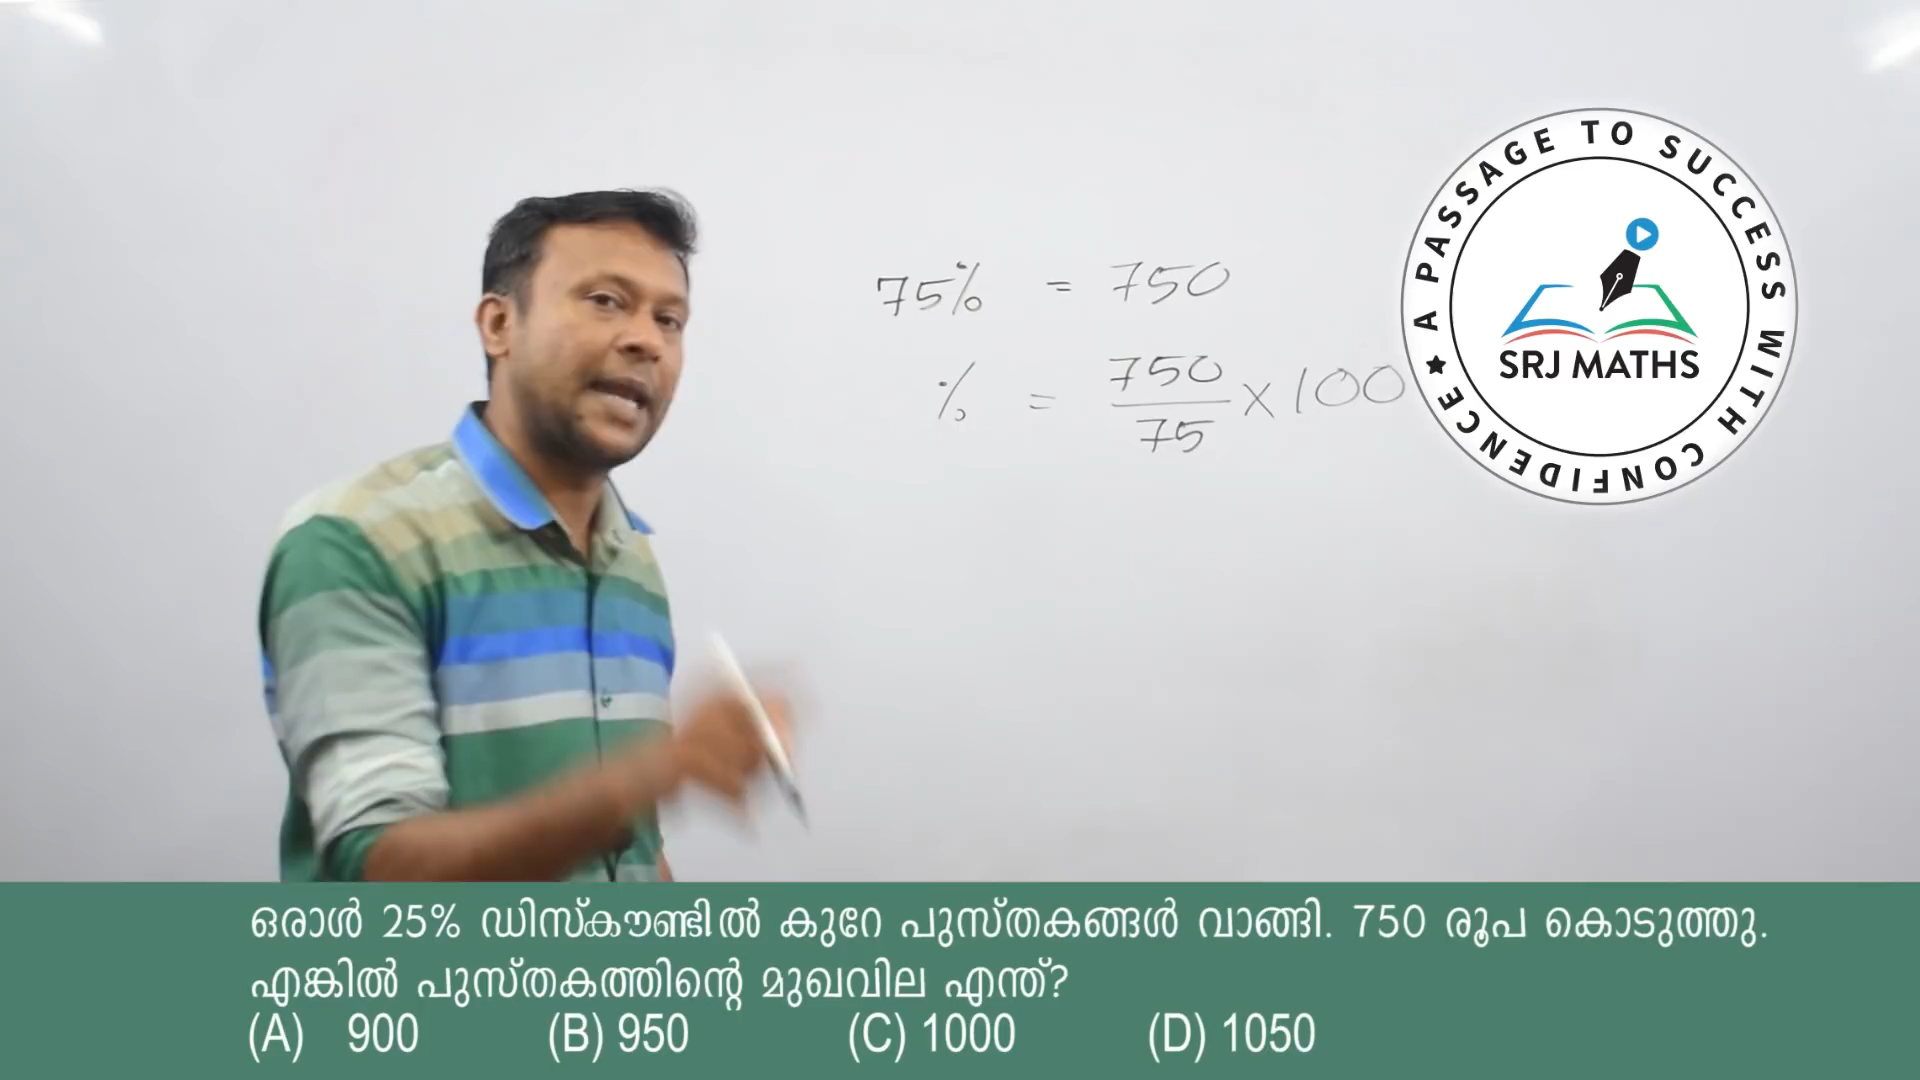 75% = 750
% = 750/75 × 100
A PASSAGE TO SUCCESS WITH CONFIDENCE ★
SRJ MATHS
ഒരാൾ 25% ഡിസ്കൗണ്ടിൽ കുറേ പുസ്തകങ്ങൾ വാങ്ങി. 750 രൂപ കൊടുത്തു.
എങ്കിൽ പുസ്തകത്തിന്റെ മുഖവില എന്ത്?
(A) 900 (B) 950 (C) 1000 (D) 1050